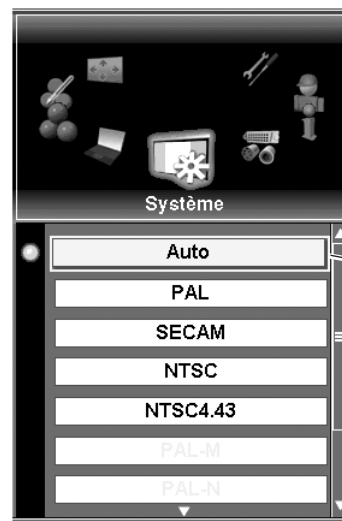 Système
Auto
PAL
SECAM
NTSC
NTSC4.43
PAL-M
PAL-N